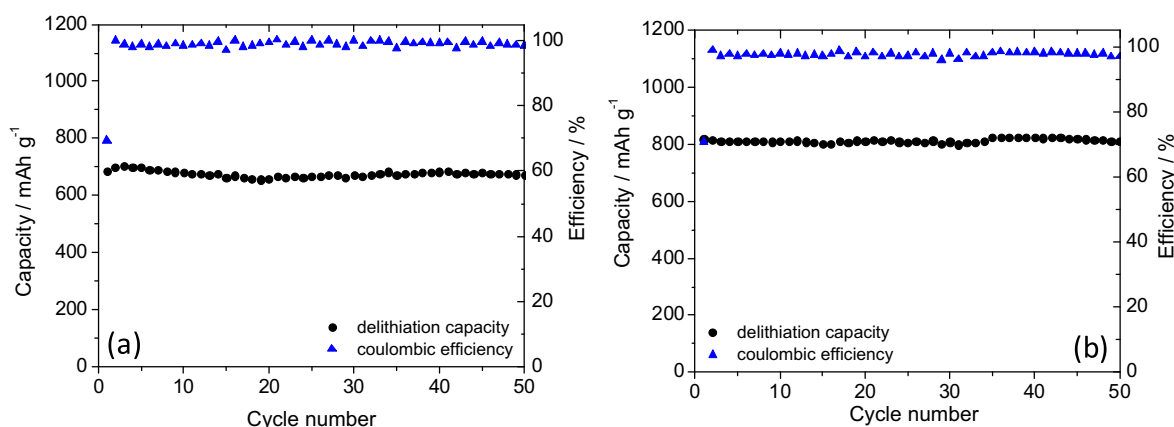 1200
1000
800
600
400
200
0
Capacity / mAh g⁻¹
100
80
60
40
20
0
Efficiency / %
delithiation capacity
coulombic efficiency
(a)
0 10 20 30 40 50
Cycle number
1200
1000
800
600
400
200
0
Capacity / mAh g⁻¹
100
80
60
40
20
0
Efficiency / %
delithiation capacity
coulombic efficiency
(b)
0 10 20 30 40 50
Cycle number